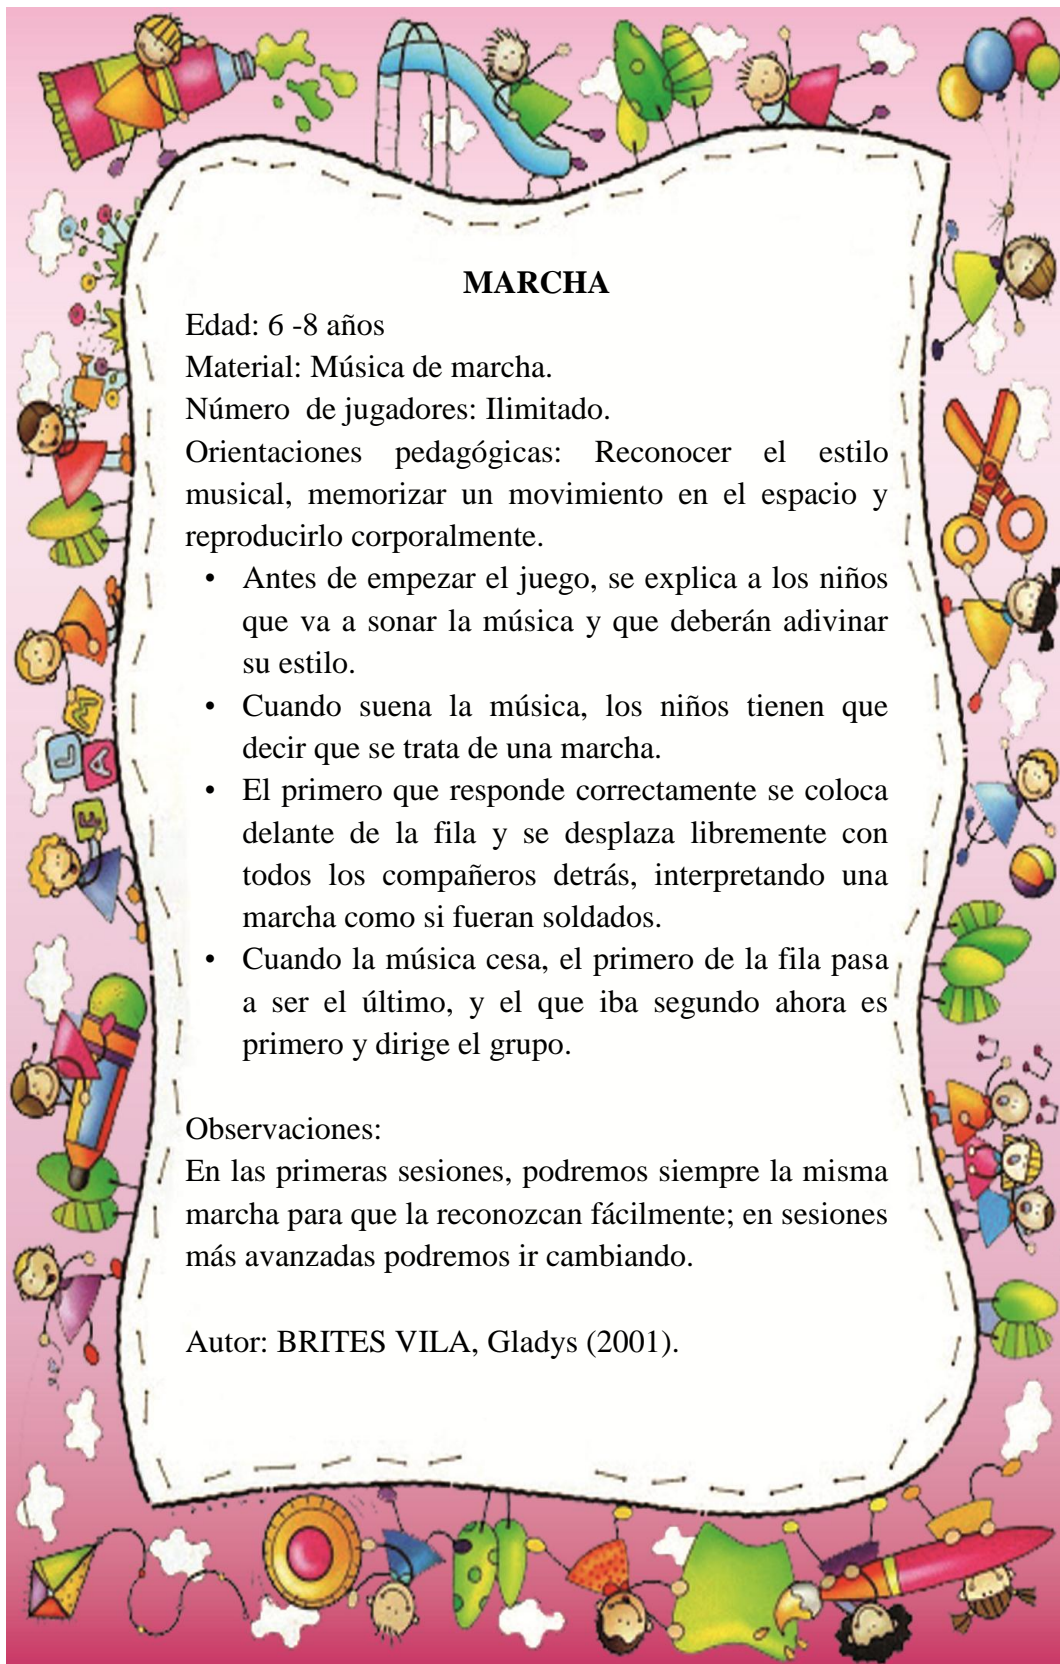 MARCHA
Edad: 6 -8 años
Material: Música de marcha.
Número  de jugadores: Ilimitado.
Orientaciones pedagógicas: Reconocer el estilo
musical, memorizar un movimiento en el espacio y
reproducirlo corporalmente.
• Antes de empezar el juego, se explica a los niños
que va a sonar la música y que deberán adivinar
su estilo.
• Cuando suena la música, los niños tienen que
decir que se trata de una marcha.
• El primero que responde correctamente se coloca
delante de la fila y se desplaza libremente con
todos los compañeros detrás, interpretando una
marcha como si fueran soldados.
• Cuando la música cesa, el primero de la fila pasa
a ser el último, y el que iba segundo ahora es
primero y dirige el grupo.
Observaciones:
En las primeras sesiones, podremos siempre la misma
marcha para que la reconozcan fácilmente; en sesiones
más avanzadas podremos ir cambiando.
Autor: BRITES VILA, Gladys (2001).
M
L
A
F